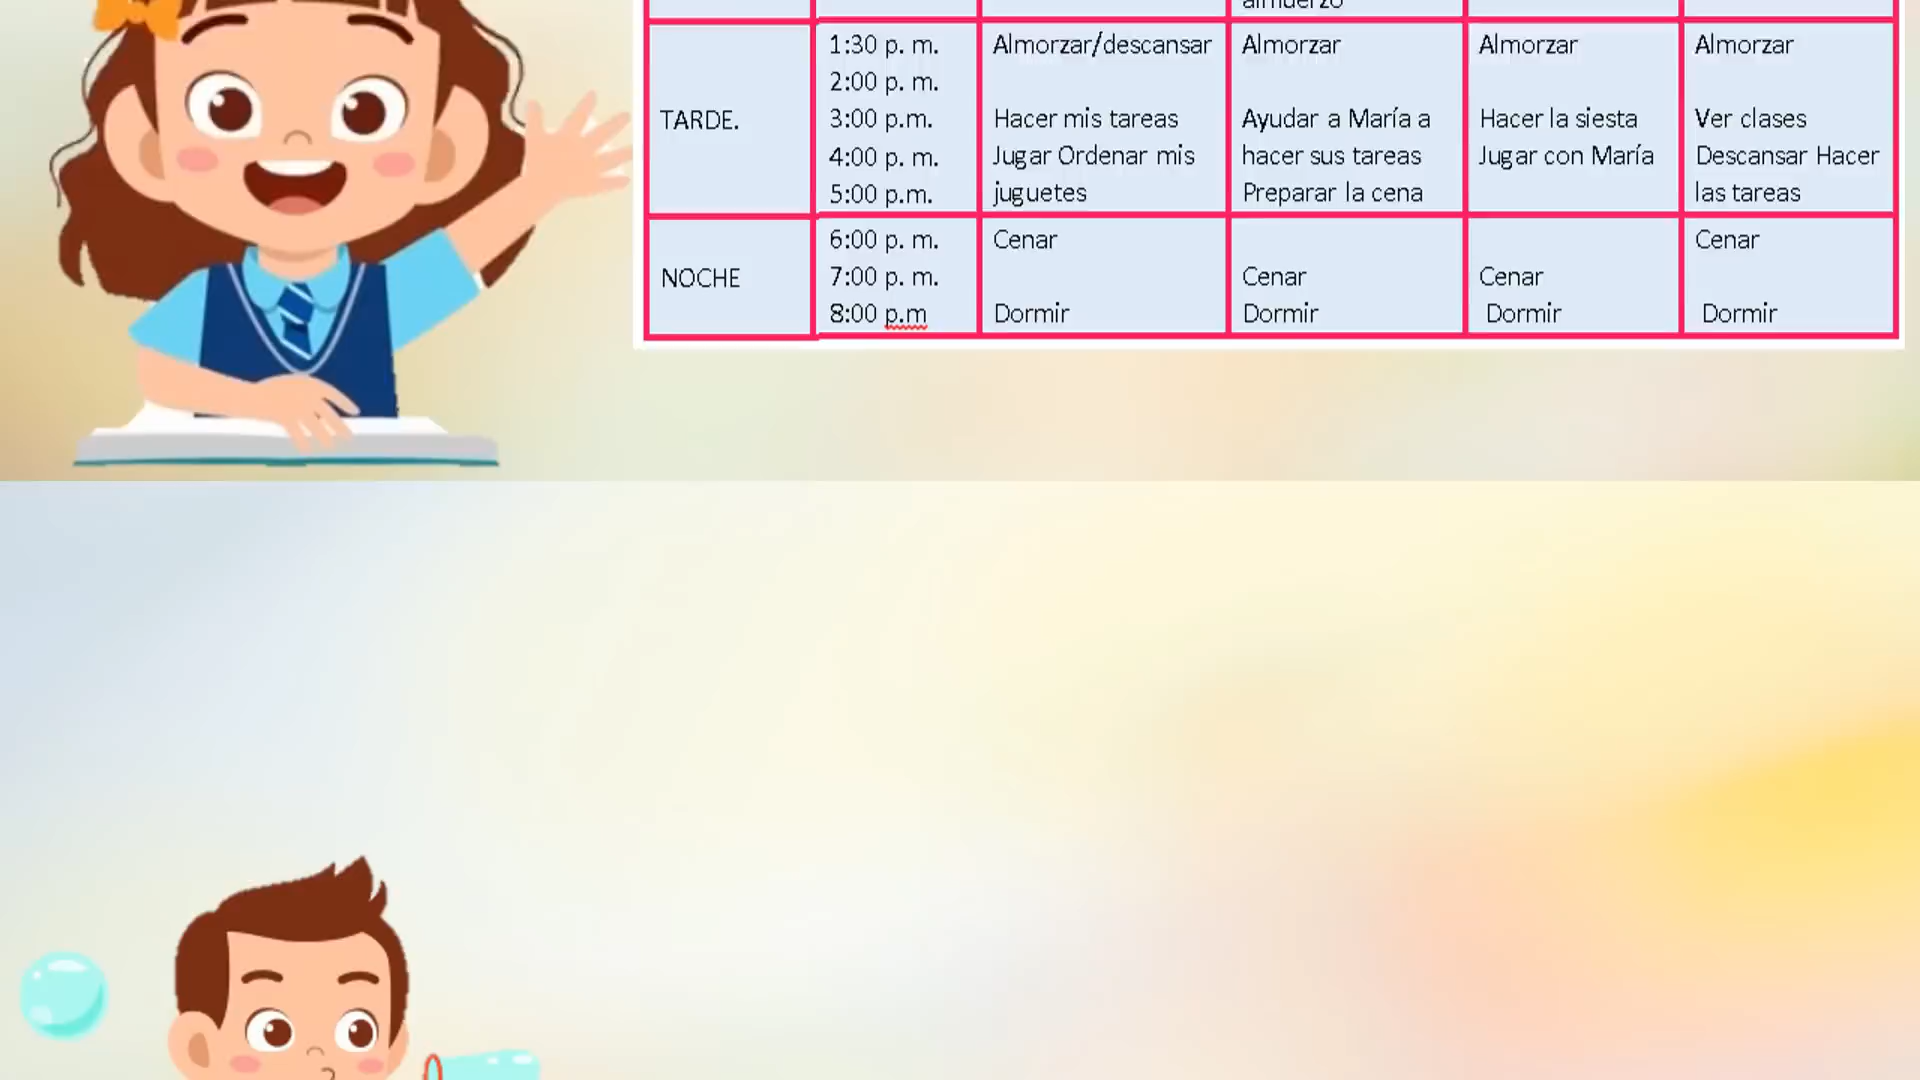 almuerzo
TARDE.
1:30 p. m.
2:00 p. m.
3:00 p.m.
4:00 p. m.
5:00 p.m.
Almorzar/descansar
Hacer mis tareas
Jugar Ordenar mis
juguetes
Almorzar
Ayudar a María a
hacer sus tareas
Preparar la cena
Almorzar
Hacer la siesta
Jugar con María
Almorzar
Ver clases
Descansar Hacer
las tareas
NOCHE
6:00 p. m.
7:00 p. m.
8:00 p.m
Cenar
Dormir
Cenar
Dormir
Cenar
Dormir
Cenar
Dormir